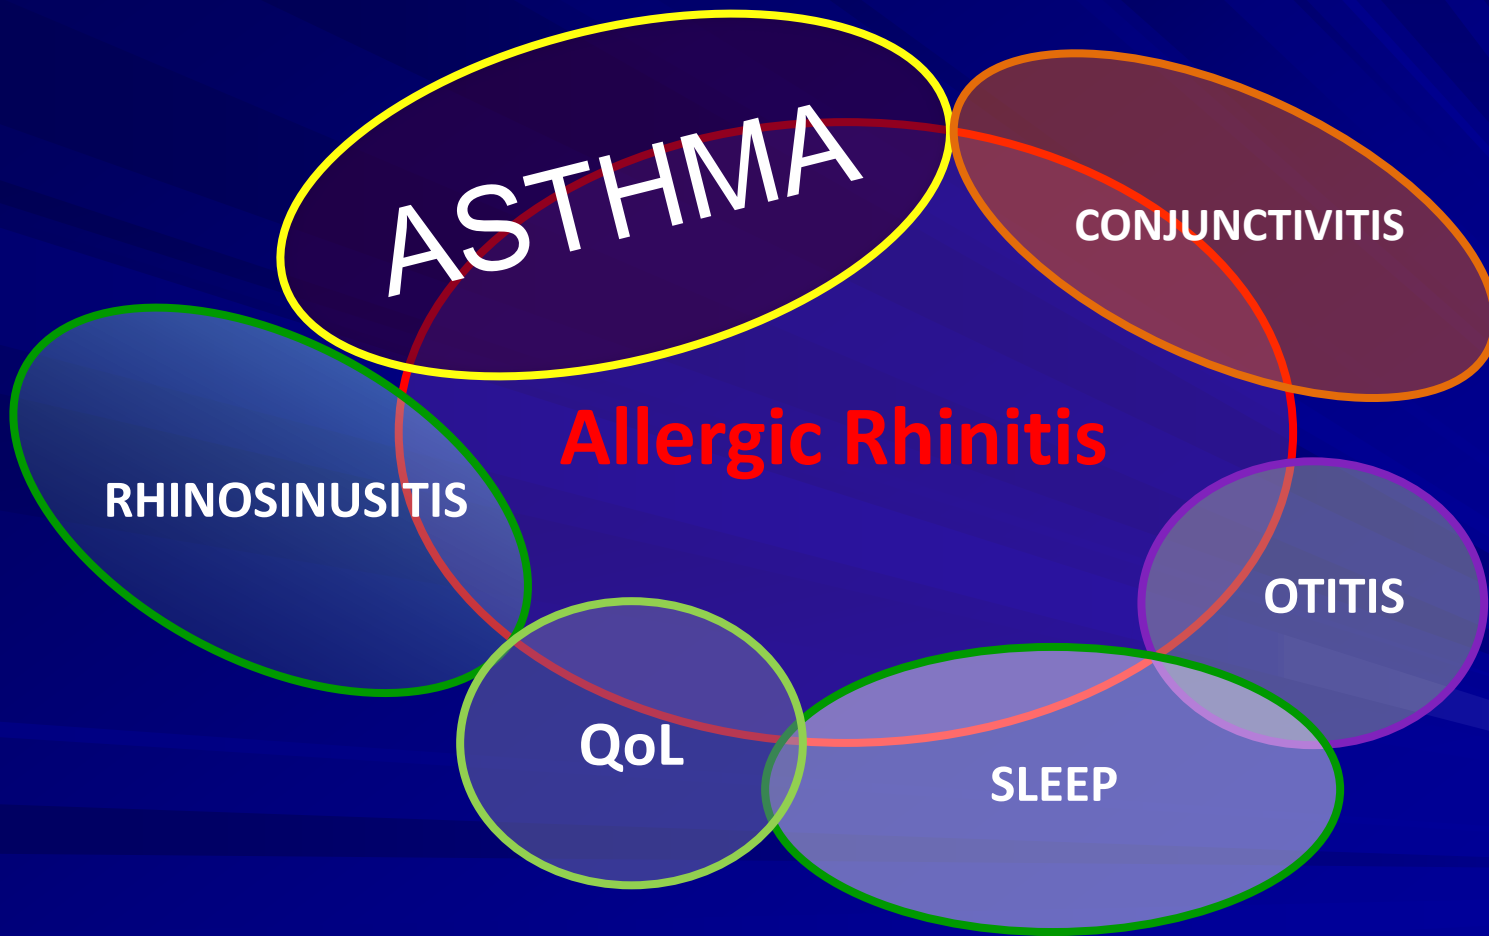 ASTHMA
CONJUNCTIVITIS
Allergic Rhinitis
RHINOSINUSITIS
OTITIS
QoL
SLEEP